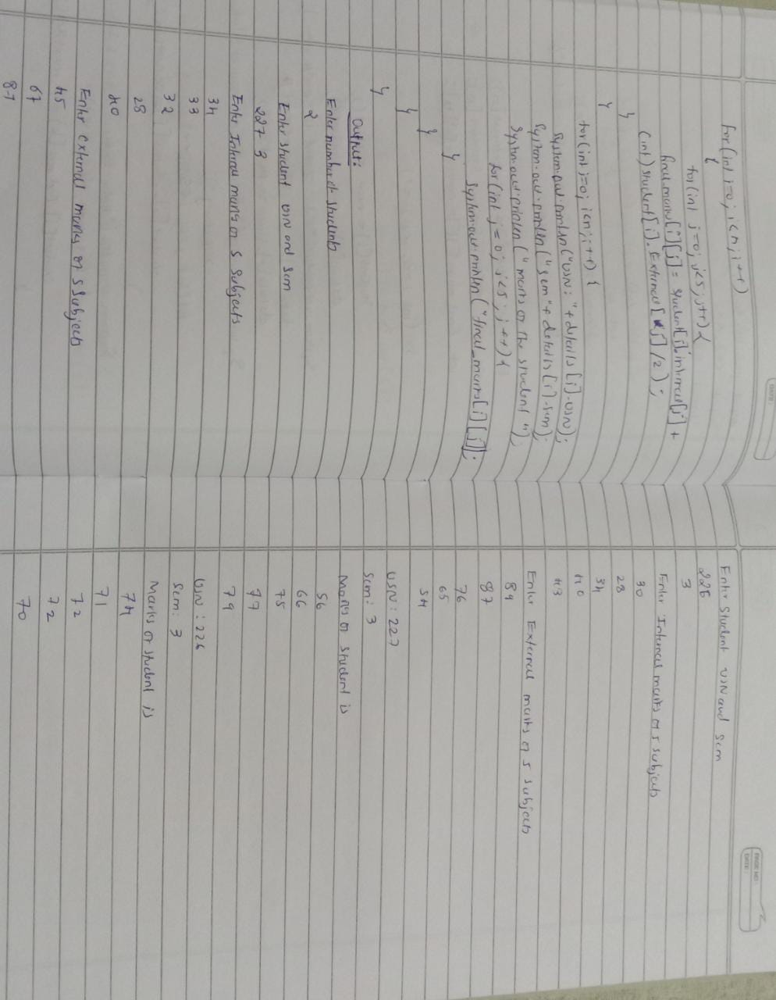 DATE:
for(int i=0; i<n; i++)
{
for(int j=0; j<5; j++) {
final_marks[i][j] = student[i].internal[j] +
(int) student[i].External[j]/2);
}
}
for(int i=0; i<n; i++) {
System.out.println("USN: "+details[i].USN);
System.out.println("sem"+details[i].sem);
System.out.println("marks of the student");
for(int j=0; j<5; j++) {
System.out.println("final_marks[i][j]);
}
}
}
}
Output:
Enter number of students
2
Enter student USN and sem
227 3
Enter Internal marks of 5 subjects
34
33
32
28
40
Enter external marks of 5 subjects
45
67
87
PAGE NO:
DATE:
Enter Student USN and sem
226
3
Enter Internal marks of 5 subjects
30
28
34
40
43
Enter External marks of 5 subjects
89
87
76
65
54
USN: 227
Sem: 3
Marks of student is
56
66
75
77
79
USN: 226
Sem: 3
Marks of student is
74
71
72
72
70